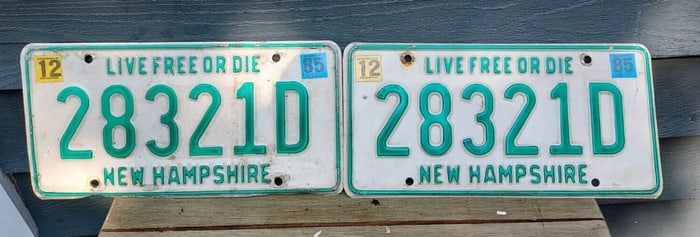 12 LIVE FREE OR DIE 85
28321D
NEW HAMPSHIRE
12 LIVE FREE OR DIE 85
28321D
NEW HAMPSHIRE